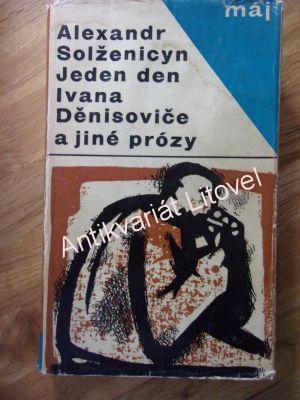 máj
Alexandr
Solženicyn
Jeden den
Ivana
Děnisoviče
a jiné prózy
Antikvariát Litovel